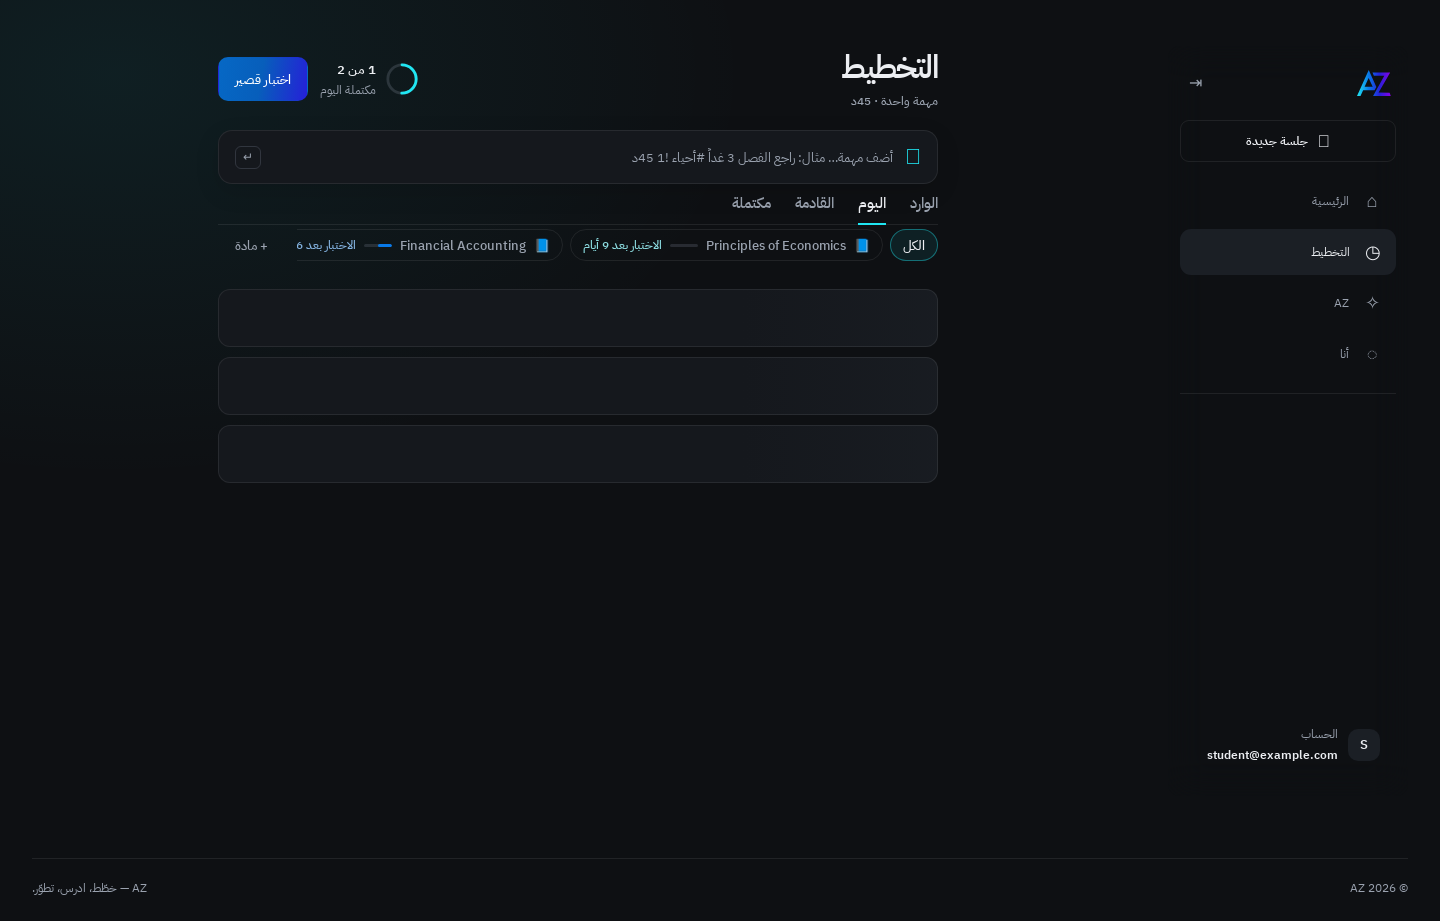 AZ
جلسة جديدة
الرئيسية
التخطيط
AZ
أنا
الحساب
S
student@example.com
التخطيط
مهمة واحدة · 45د
1 من 2
مكتملة اليوم
اختبار قصير
أضف مهمة… مثال: راجع الفصل 3 غداً #أحياء !1 45د
الوارد اليوم القادمة مكتملة
الكل Principles of Economics الاختبار بعد 9 أيام Financial Accounting الاختبار بعد 6 + مادة
© 2026 AZ
AZ — خطّط، ادرس، تطوّر.